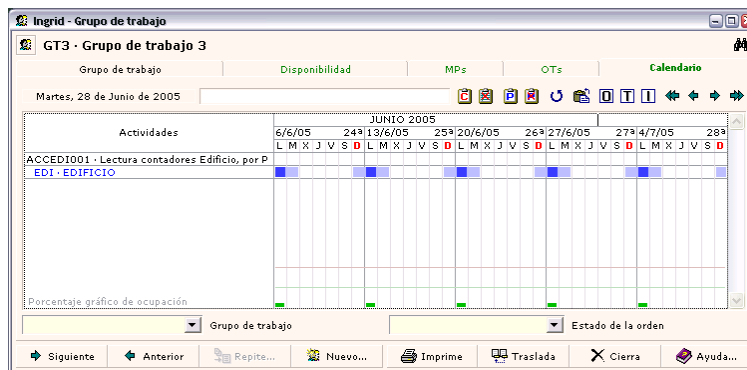 Ingrid - Grupo de trabajo
GT3 · Grupo de trabajo 3
Grupo de trabajo Disponibilidad MPs OTs Calendario
Martes, 28 de Junio de 2005 C P R O T I
JUNIO 2005
Actividades 6/6/05 24ª 13/6/05 25ª 20/6/05 26ª 27/6/05 27ª 4/7/05 28ª
L M X J V S D L M X J V S D L M X J V S D L M X J V S D L M X J V S D
ACCEDI001 · Lectura contadores Edificio, por P
EDI · EDIFICIO
Porcentaje gráfico de ocupación
Grupo de trabajo Estado de la orden
Siguiente Anterior Repite... Nuevo... Imprime Traslada Cierra Ayuda...